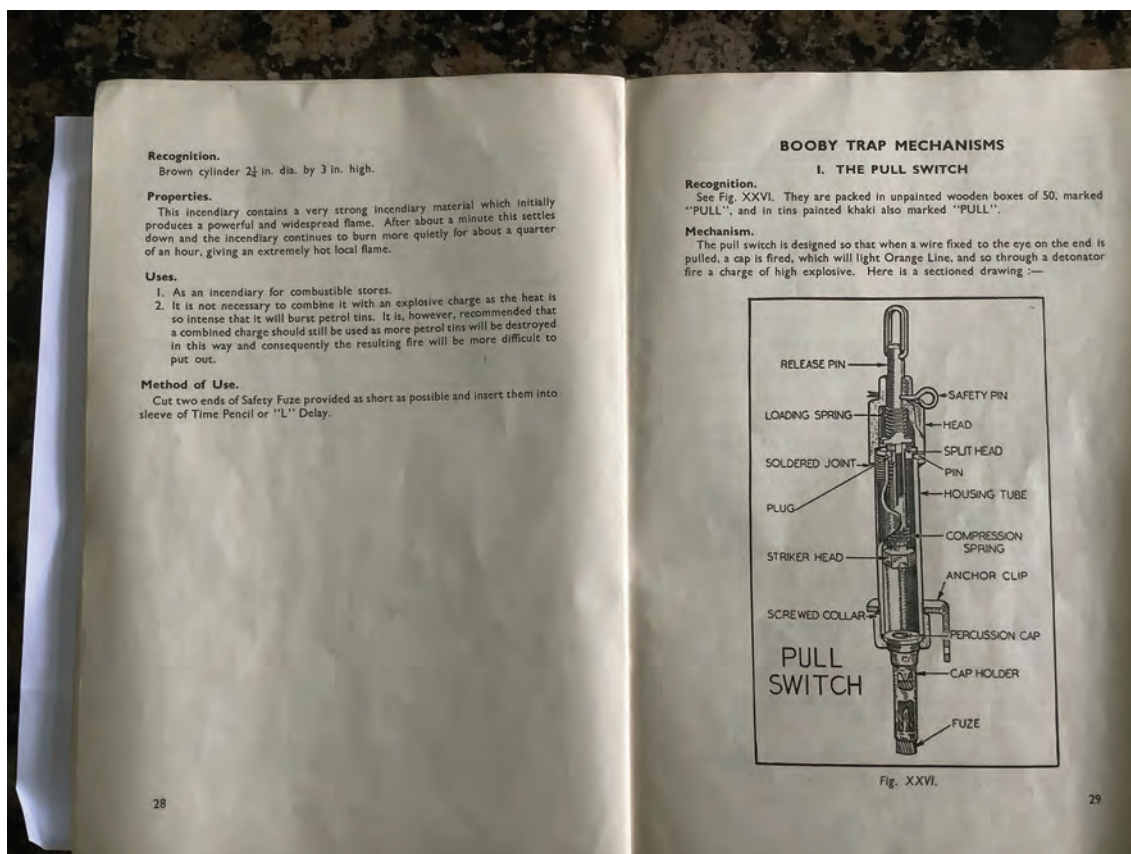 Recognition.
Brown cylinder 2¼ in. dia. by 3 in. high.
Properties.
This incendiary contains a very strong incendiary material which initially
produces a powerful and widespread flame. After about a minute this settles
down and the incendiary continues to burn more quietly for about a quarter
of an hour, giving an extremely hot local flame.
Uses.
1. As an incendiary for combustible stores.
2. It is not necessary to combine it with an explosive charge as the heat is
so intense that it will burst petrol tins. It is, however, recommended that
a combined charge should still be used as more petrol tins will be destroyed
in this way and consequently the resulting fire will be more difficult to
put out.
Method of Use.
Cut two ends of Safety Fuze provided as short as possible and insert them into
sleeve of Time Pencil or "L" Delay.
28
BOOBY TRAP MECHANISMS
I. THE PULL SWITCH
Recognition.
See Fig. XXVI. They are packed in unpainted wooden boxes of 50, marked
"PULL", and in tins painted khaki also marked "PULL".
Mechanism.
The pull switch is designed so that when a wire fixed to the eye on the end is
pulled, a cap is fired, which will light Orange Line, and so through a detonator
fire a charge of high explosive. Here is a sectioned drawing :—
RELEASE PIN
SAFETY PIN
LOADING SPRING
HEAD
SPLIT HEAD
SOLDERED JOINT
PIN
HOUSING TUBE
PLUG
COMPRESSION
SPRING
STRIKER HEAD
ANCHOR CLIP
SCREWED COLLAR
PERCUSSION CAP
PULL
SWITCH
CAP HOLDER
FUZE
Fig. XXVI.
29